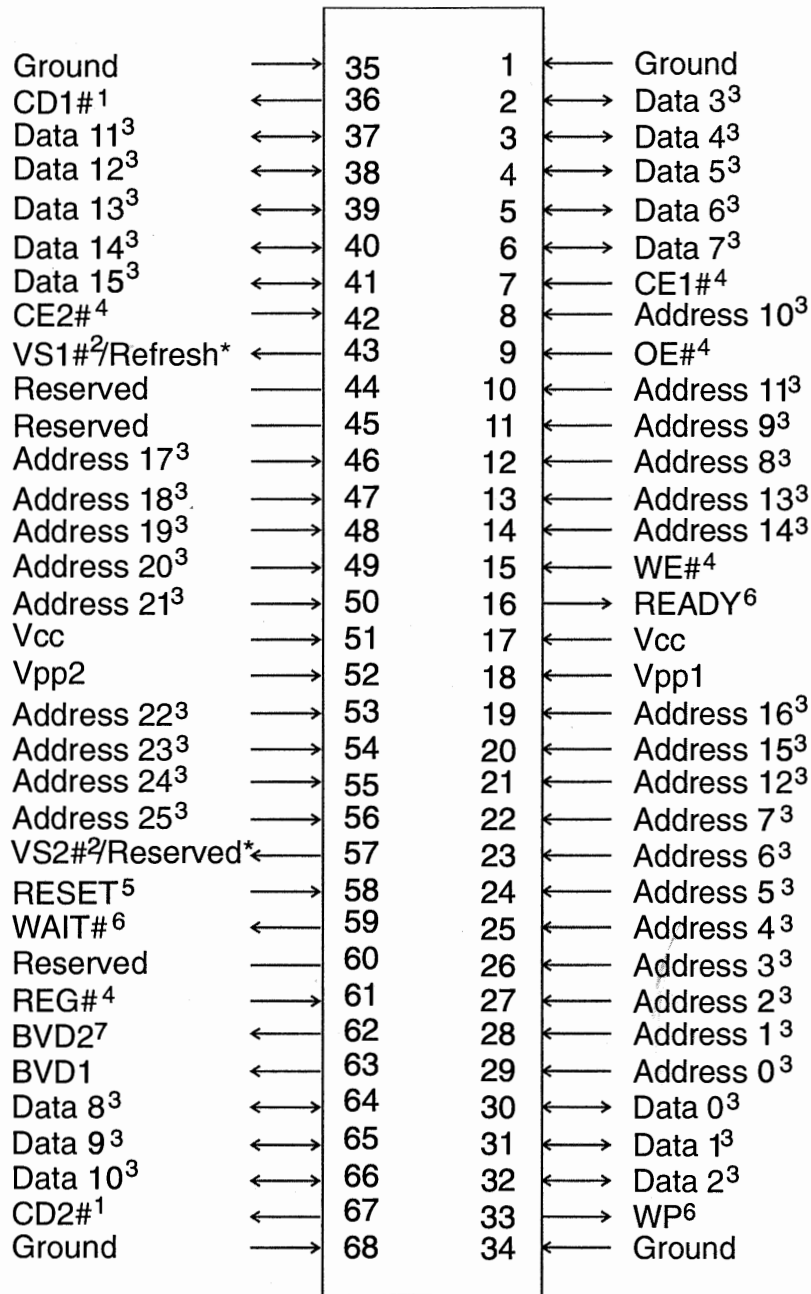 Ground 35 1 Ground
CD1#1 36 2 Data 33
Data 113 37 3 Data 43
Data 123 38 4 Data 53
Data 133 39 5 Data 63
Data 143 40 6 Data 73
Data 153 41 7 CE1#4
CE2#4 42 8 Address 103
VS1#2/Refresh* 43 9 OE#4
Reserved 44 10 Address 113
Reserved 45 11 Address 93
Address 173 46 12 Address 83
Address 183 47 13 Address 133
Address 193 48 14 Address 143
Address 203 49 15 WE#4
Address 213 50 16 READY6
Vcc 51 17 Vcc
Vpp2 52 18 Vpp1
Address 223 53 19 Address 163
Address 233 54 20 Address 153
Address 243 55 21 Address 123
Address 253 56 22 Address 73
VS2#2/Reserved* 57 23 Address 63
RESET5 58 24 Address 53
WAIT#6 59 25 Address 43
Reserved 60 26 Address 33
REG#4 61 27 Address 23
BVD27 62 28 Address 13
BVD1 63 29 Address 03
Data 83 64 30 Data 03
Data 93 65 31 Data 13
Data 103 66 32 Data 23
CD2#1 67 33 WP6
Ground 68 34 Ground